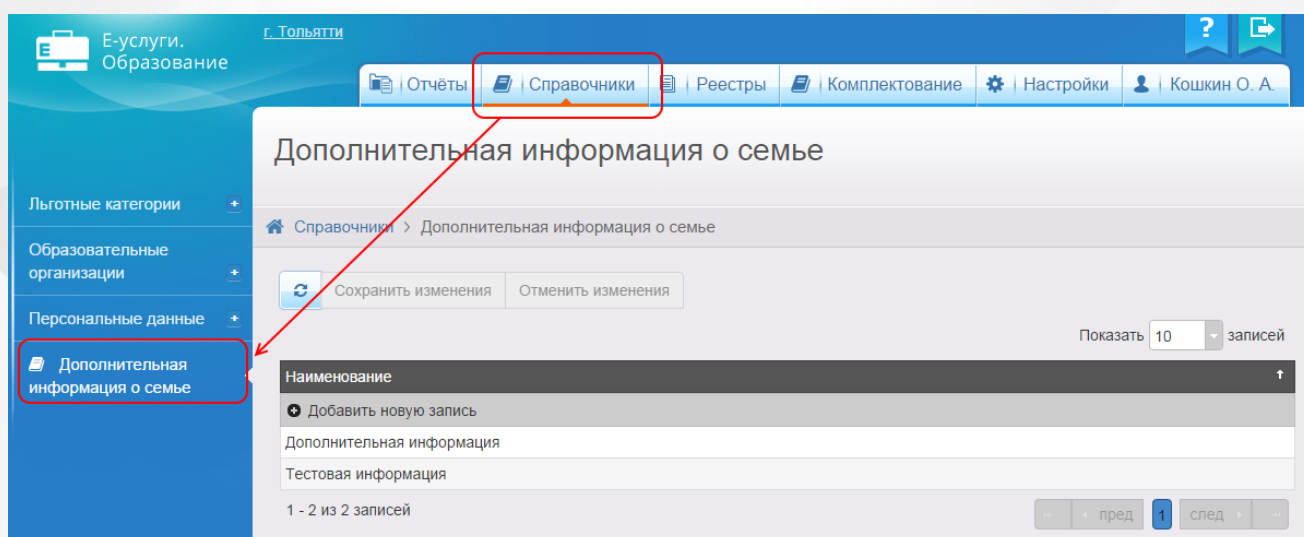 Е-услуги.
Образование
г. Тольятти
?
Отчёты
Справочники
Реестры
Комплектование
Настройки
Кошкин О. А.
Дополнительная информация о семье
Льготные категории
Образовательные
организации
Персональные данные
Дополнительная
информация о семье
Справочники > Дополнительная информация о семье
Сохранить изменения
Отменить изменения
Показать 10 записей
Наименование
Добавить новую запись
Дополнительная информация
Тестовая информация
1 - 2 из 2 записей
пред 1 след